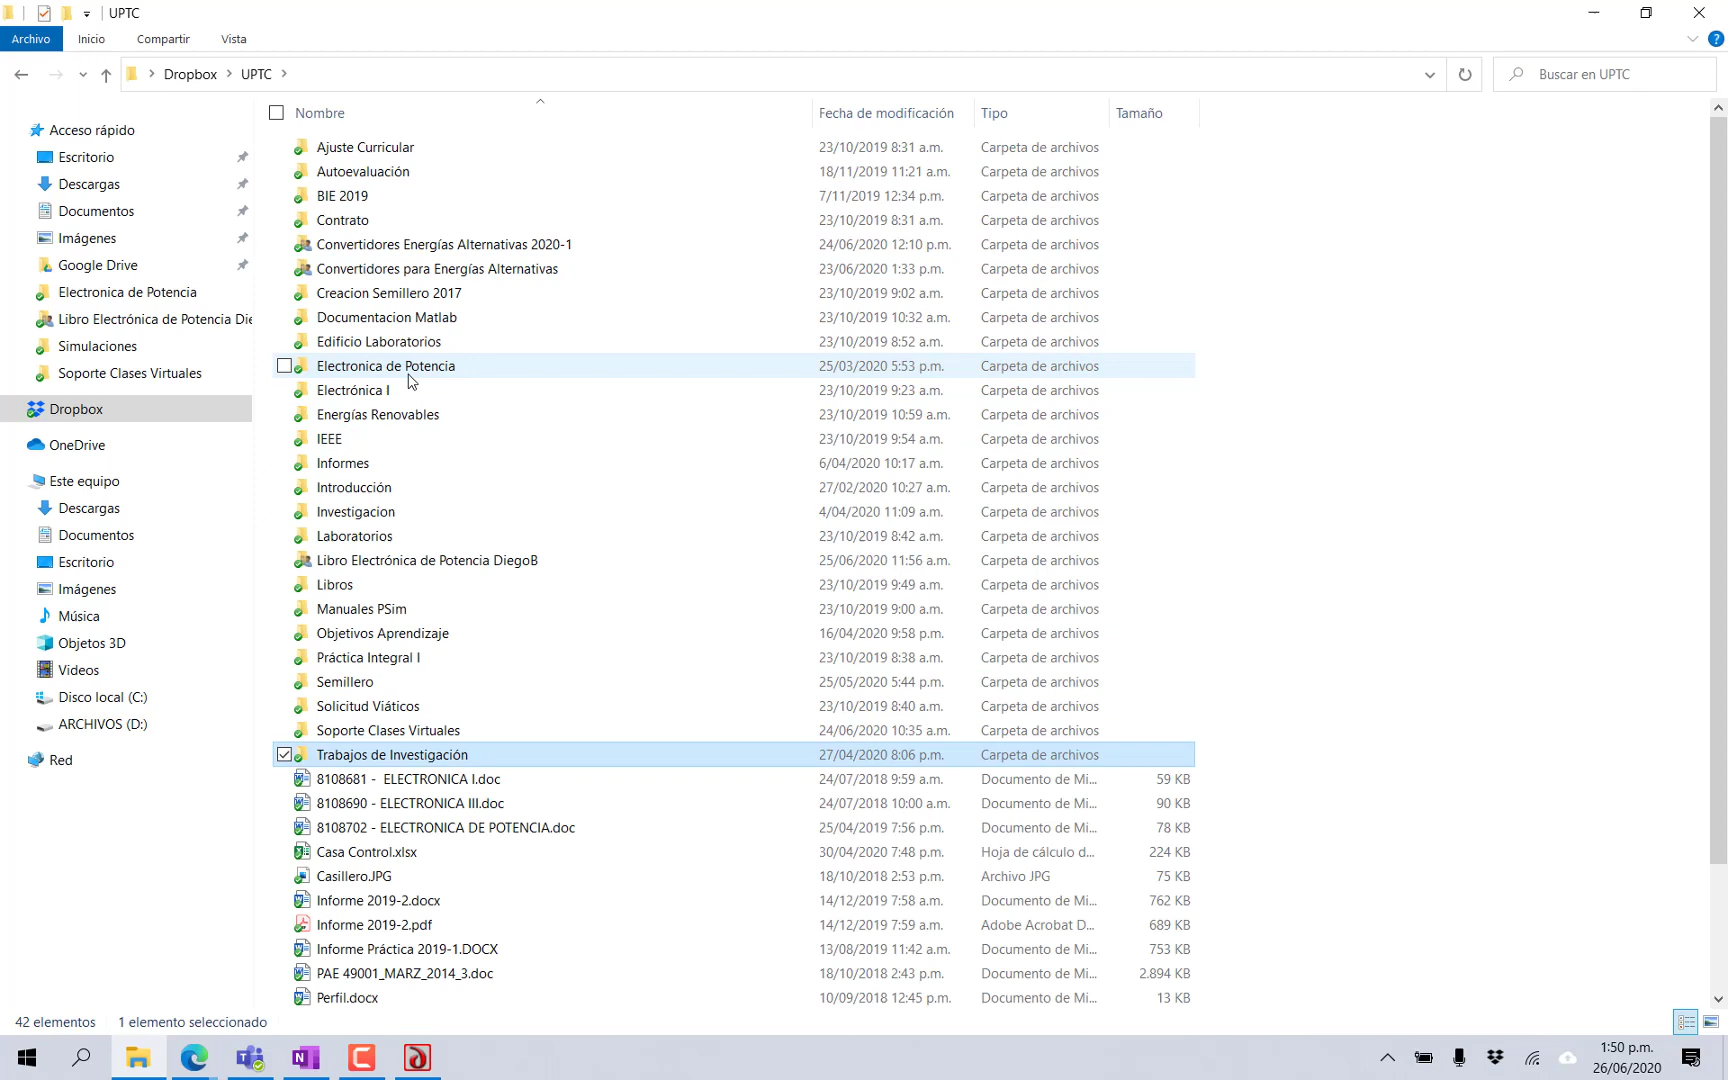 UPTC
Archivo Inicio Compartir Vista
Dropbox UPTC Buscar en UPTC
Nombre Fecha de modificación Tipo Tamaño
Acceso rápido
Escritorio
Descargas
Documentos
Imágenes
Google Drive
Electronica de Potencia
Libro Electrónica de Potencia Die
Simulaciones
Soporte Clases Virtuales
Dropbox
OneDrive
Este equipo
Descargas
Documentos
Escritorio
Imágenes
Música
Objetos 3D
Videos
Disco local (C:)
ARCHIVOS (D:)
Red
Ajuste Curricular 23/10/2019 8:31 a.m. Carpeta de archivos
Autoevaluación 18/11/2019 11:21 a.m. Carpeta de archivos
BIE 2019 7/11/2019 12:34 p.m. Carpeta de archivos
Contrato 23/10/2019 8:31 a.m. Carpeta de archivos
Convertidores Energías Alternativas 2020-1 24/06/2020 12:10 p.m. Carpeta de archivos
Convertidores para Energías Alternativas 23/06/2020 1:33 p.m. Carpeta de archivos
Creacion Semillero 2017 23/10/2019 9:02 a.m. Carpeta de archivos
Documentacion Matlab 23/10/2019 10:32 a.m. Carpeta de archivos
Edificio Laboratorios 23/10/2019 8:52 a.m. Carpeta de archivos
Electronica de Potencia 25/03/2020 5:53 p.m. Carpeta de archivos
Electrónica I 23/10/2019 9:23 a.m. Carpeta de archivos
Energías Renovables 23/10/2019 10:59 a.m. Carpeta de archivos
IEEE 23/10/2019 9:54 a.m. Carpeta de archivos
Informes 6/04/2020 10:17 a.m. Carpeta de archivos
Introducción 27/02/2020 10:27 a.m. Carpeta de archivos
Investigacion 4/04/2020 11:09 a.m. Carpeta de archivos
Laboratorios 23/10/2019 8:42 a.m. Carpeta de archivos
Libro Electrónica de Potencia DiegoB 25/06/2020 11:56 a.m. Carpeta de archivos
Libros 23/10/2019 9:49 a.m. Carpeta de archivos
Manuales PSim 23/10/2019 9:00 a.m. Carpeta de archivos
Objetivos Aprendizaje 16/04/2020 9:58 p.m. Carpeta de archivos
Práctica Integral I 23/10/2019 8:38 a.m. Carpeta de archivos
Semillero 25/05/2020 5:44 p.m. Carpeta de archivos
Solicitud Viáticos 23/10/2019 8:40 a.m. Carpeta de archivos
Soporte Clases Virtuales 24/06/2020 10:35 a.m. Carpeta de archivos
Trabajos de Investigación 27/04/2020 8:06 p.m. Carpeta de archivos
8108681 - ELECTRONICA I.doc 24/07/2018 9:59 a.m. Documento de Mi... 59 KB
8108690 - ELECTRONICA III.doc 24/07/2018 10:00 a.m. Documento de Mi... 90 KB
8108702 - ELECTRONICA DE POTENCIA.doc 25/04/2019 7:56 p.m. Documento de Mi... 78 KB
Casa Control.xlsx 30/04/2020 7:48 p.m. Hoja de cálculo d... 224 KB
Casillero.JPG 18/10/2018 2:53 p.m. Archivo JPG 75 KB
Informe 2019-2.docx 14/12/2019 7:58 a.m. Documento de Mi... 762 KB
Informe 2019-2.pdf 14/12/2019 7:59 a.m. Adobe Acrobat D... 689 KB
Informe Práctica 2019-1.DOCX 13/08/2019 11:42 a.m. Documento de Mi... 753 KB
PAE 49001_MARZ_2014_3.doc 18/10/2018 2:43 p.m. Documento de Mi... 2.894 KB
Perfil.docx 10/09/2018 12:45 p.m. Documento de Mi... 13 KB
42 elementos 1 elemento seleccionado
1:50 p.m.
26/06/2020